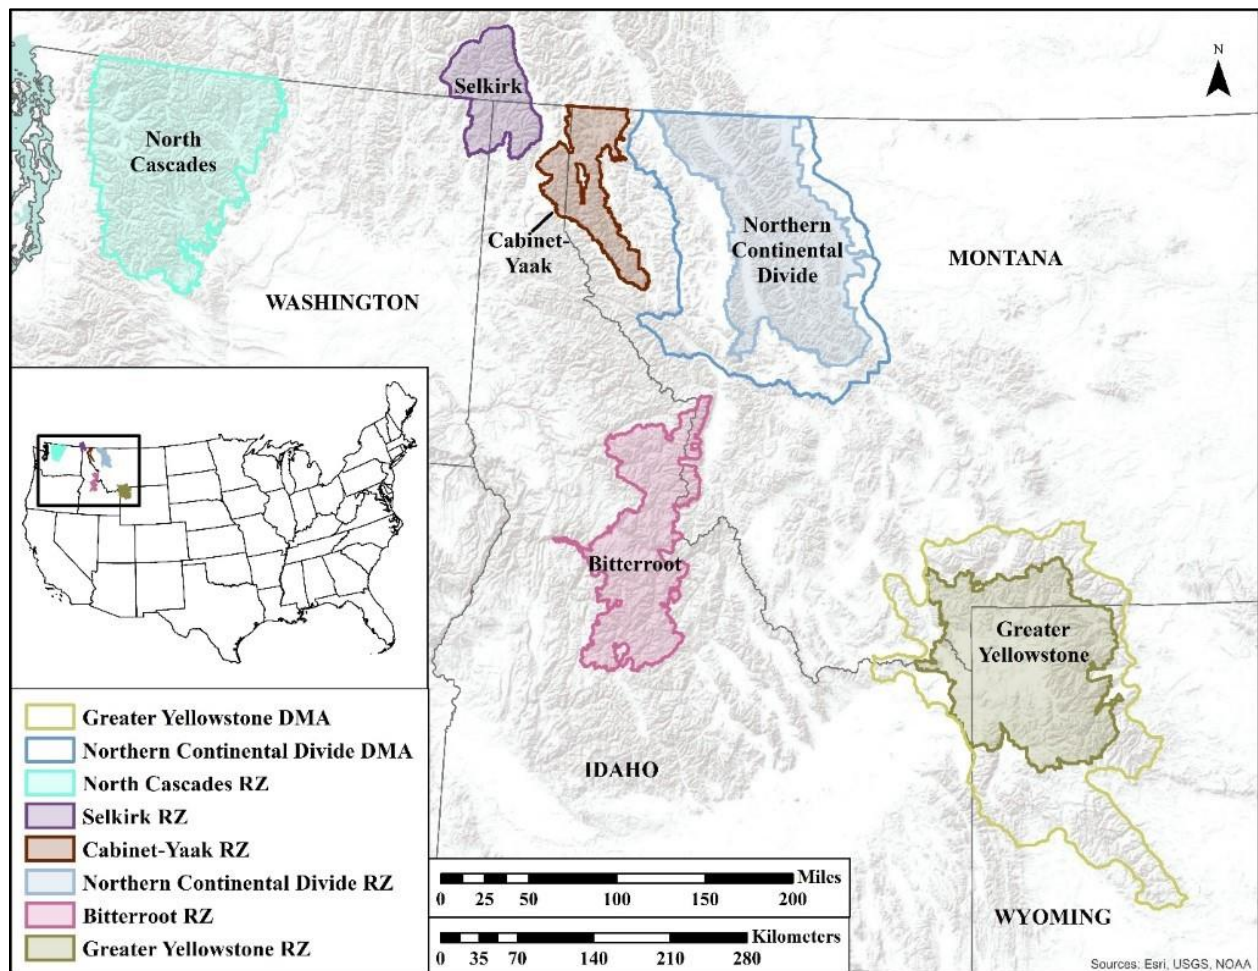 N
Selkirk
North
Cascades
Cabinet-
Yaak
Northern
Continental
Divide
MONTANA
WASHINGTON
Bitterroot
Greater
Yellowstone
IDAHO
WYOMING
Greater Yellowstone DMA
Northern Continental Divide DMA
North Cascades RZ
Selkirk RZ
Cabinet-Yaak RZ
Northern Continental Divide RZ
Bitterroot RZ
Greater Yellowstone RZ
Miles
0 25 50 100 150 200
Kilometers
0 35 70 140 210 280
Sources: Esri, USGS, NOAA